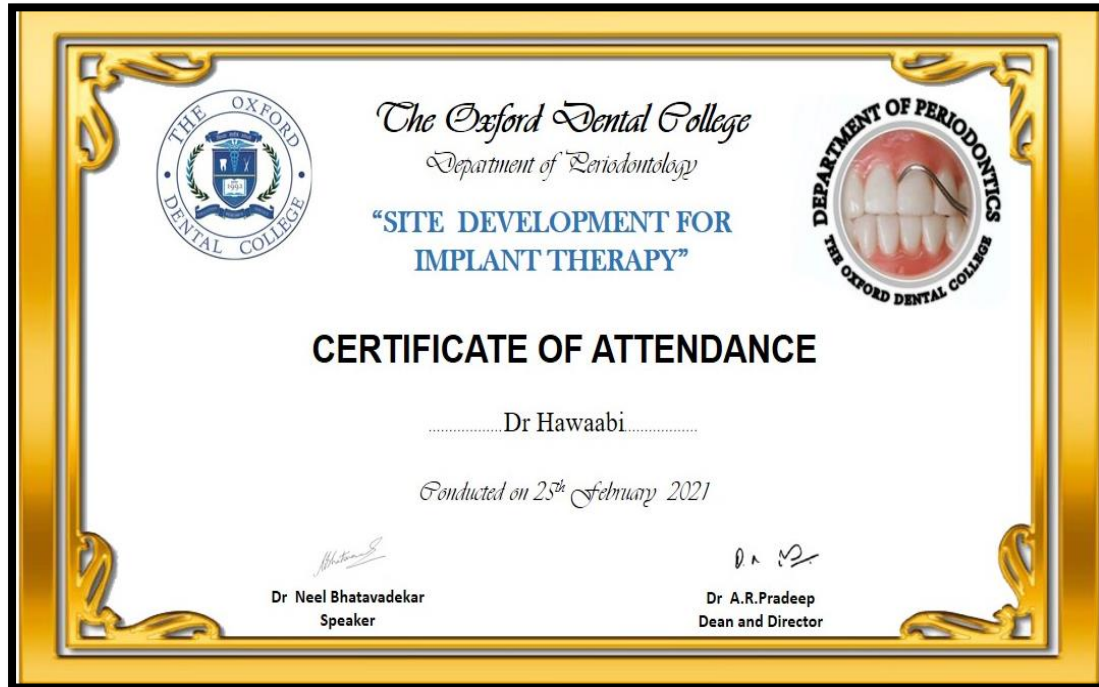 THE OXFORD DENTAL COLLEGE
1992
The Oxford Dental College
Department of Periodontology
“SITE DEVELOPMENT FOR
IMPLANT THERAPY”
DEPARTMENT OF PERIODONTICS
THE OXFORD DENTAL COLLEGE
CERTIFICATE OF ATTENDANCE
..................Dr Hawaabi..................
Conducted on 25th February 2021
Dr Neel Bhatavadekar
Speaker
Dr A.R.Pradeep
Dean and Director